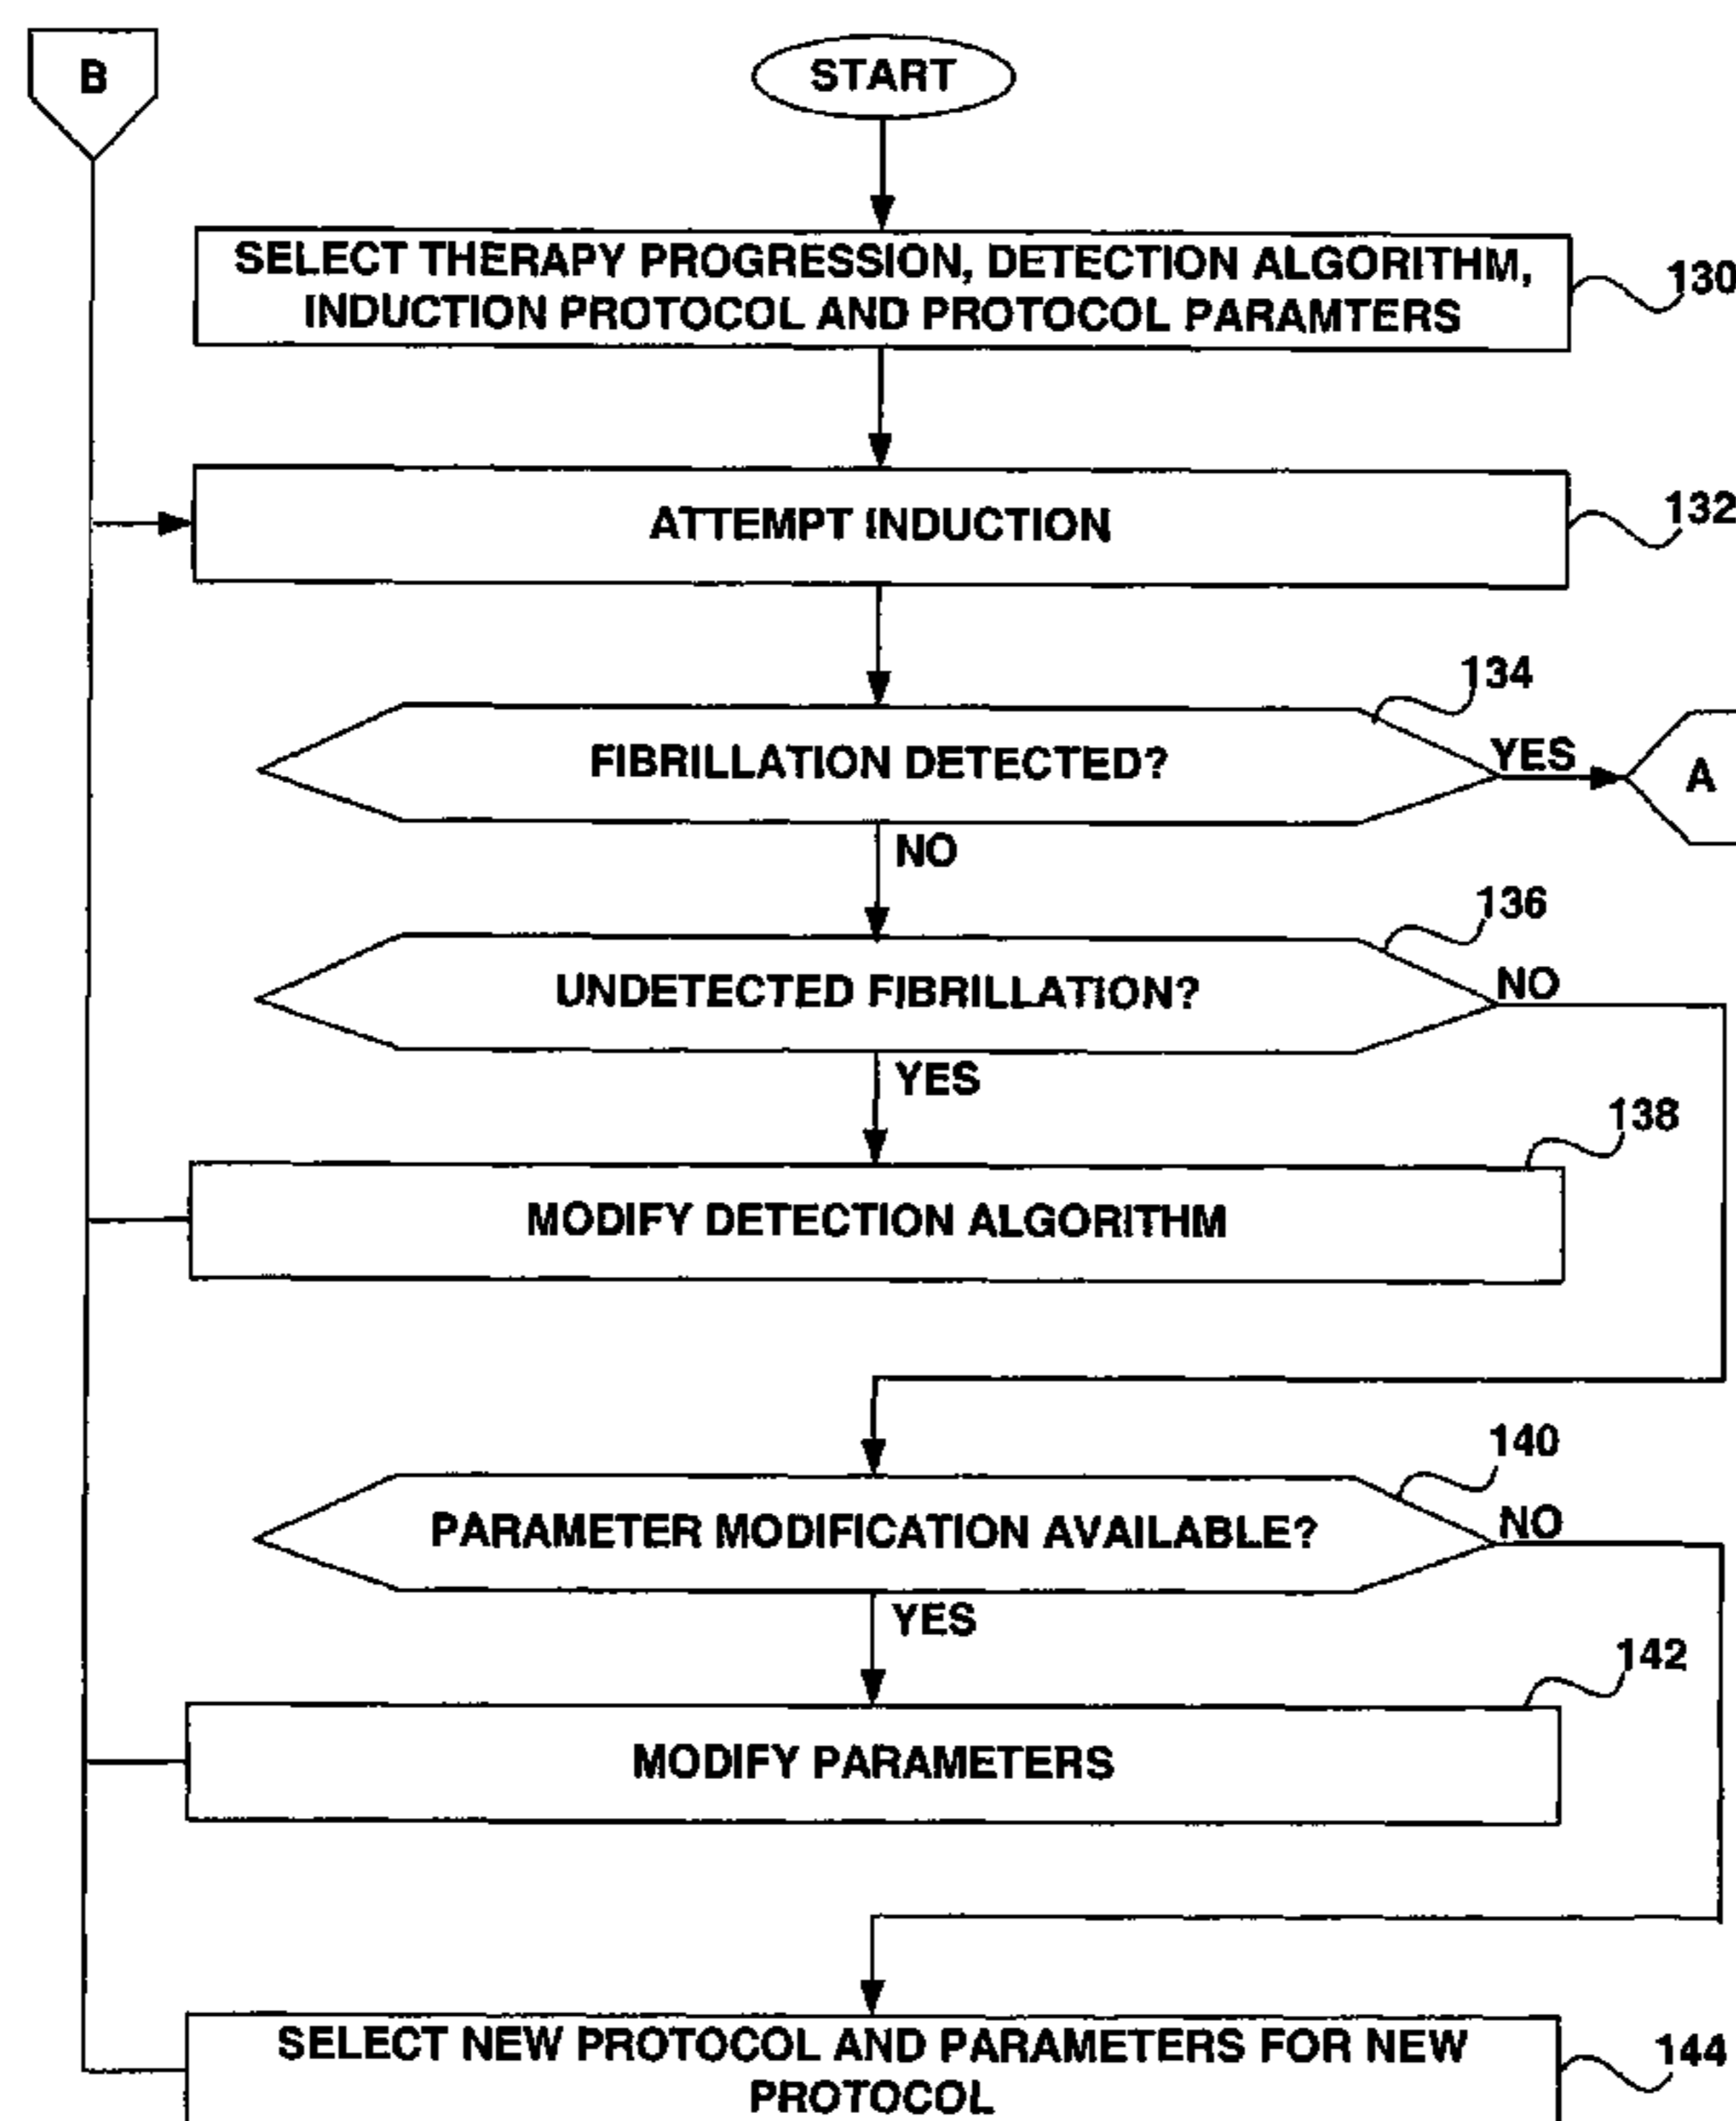 B
START
SELECT THERAPY PROGRESSION, DETECTION ALGORITHM,
INDUCTION PROTOCOL AND PROTOCOL PARAMTERS
130
ATTEMPT INDUCTION
132
134
FIBRILLATION DETECTED?
YES
A
NO
136
UNDETECTED FIBRILLATION?
NO
YES
138
MODIFY DETECTION ALGORITHM
140
PARAMETER MODIFICATION AVAILABLE?
NO
YES
142
MODIFY PARAMETERS
SELECT NEW PROTOCOL AND PARAMETERS FOR NEW
PROTOCOL
144